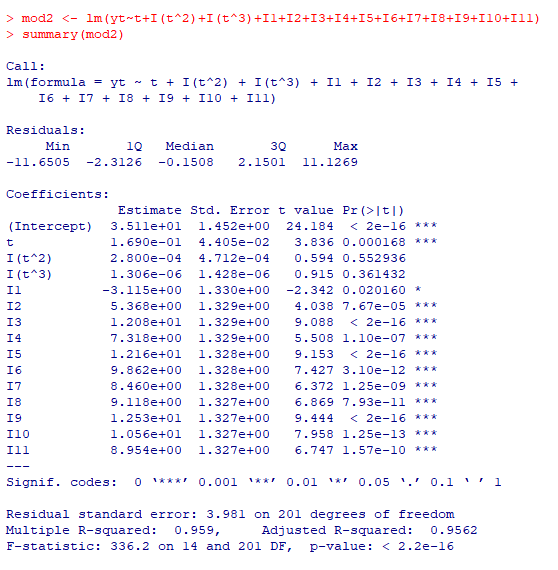 > mod2 <- lm(yt~t+I(t^2)+I(t^3)+I1+I2+I3+I4+I5+I6+I7+I8+I9+I10+I11)
> summary(mod2)
Call:
lm(formula = yt ~ t + I(t^2) + I(t^3) + I1 + I2 + I3 + I4 + I5 +
I6 + I7 + I8 + I9 + I10 + I11)
Residuals:
Min 1Q Median 3Q Max
-11.6505 -2.3126 -0.1508 2.1501 11.1269
Coefficients:
Estimate Std. Error t value Pr(>|t|)
(Intercept) 3.511e+01 1.452e+00 24.184 < 2e-16 ***
t 1.690e-01 4.405e-02 3.836 0.000168 ***
I(t^2) 2.800e-04 4.712e-04 0.594 0.552936
I(t^3) 1.306e-06 1.428e-06 0.915 0.361432
I1 -3.115e+00 1.330e+00 -2.342 0.020160 *
I2 5.368e+00 1.329e+00 4.038 7.67e-05 ***
I3 1.208e+01 1.329e+00 9.088 < 2e-16 ***
I4 7.318e+00 1.329e+00 5.508 1.10e-07 ***
I5 1.216e+01 1.328e+00 9.153 < 2e-16 ***
I6 9.862e+00 1.328e+00 7.427 3.10e-12 ***
I7 8.460e+00 1.328e+00 6.372 1.25e-09 ***
I8 9.118e+00 1.327e+00 6.869 7.93e-11 ***
I9 1.253e+01 1.327e+00 9.444 < 2e-16 ***
I10 1.056e+01 1.327e+00 7.958 1.25e-13 ***
I11 8.954e+00 1.327e+00 6.747 1.57e-10 ***
---
Signif. codes: 0 ‘***’ 0.001 ‘**’ 0.01 ‘*’ 0.05 ‘.’ 0.1 ‘ ’ 1
Residual standard error: 3.981 on 201 degrees of freedom
Multiple R-squared: 0.959, Adjusted R-squared: 0.9562
F-statistic: 336.2 on 14 and 201 DF, p-value: < 2.2e-16